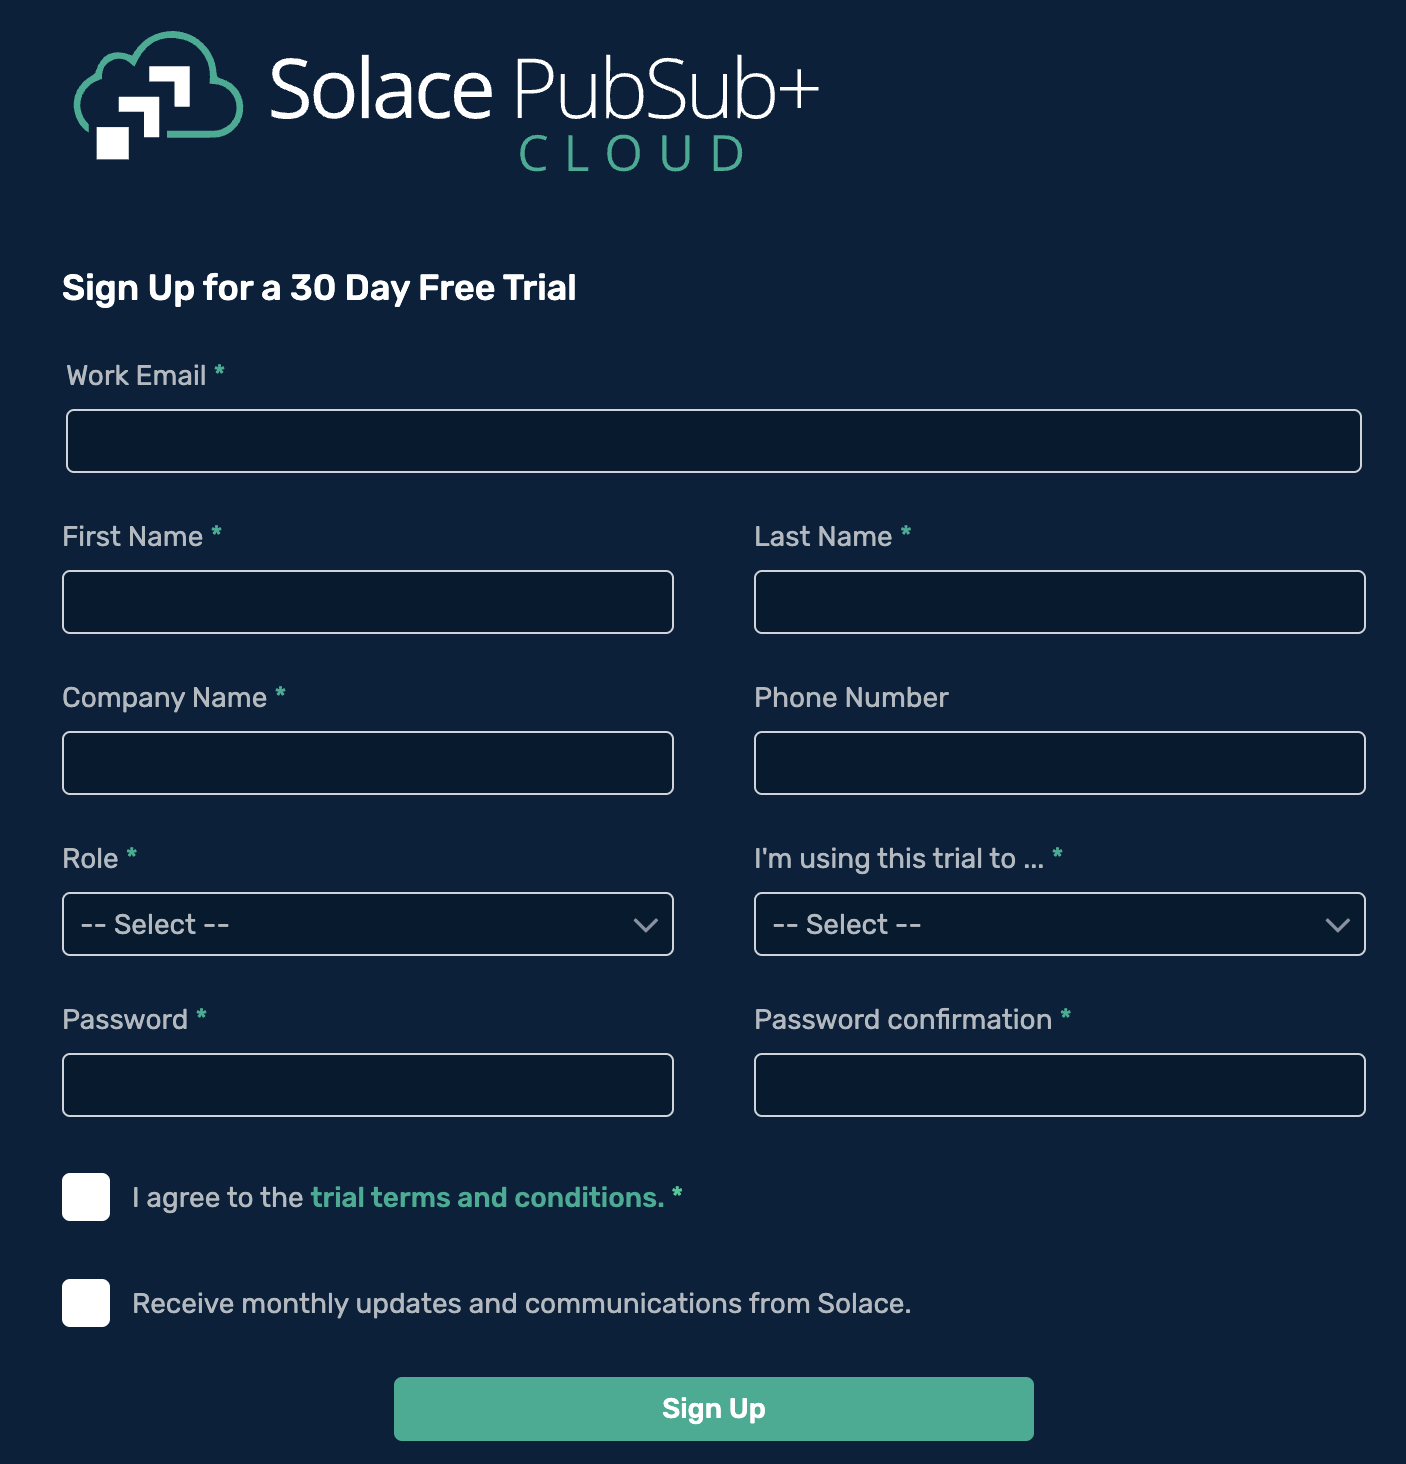 Solace PubSub+
CLOUD
Sign Up for a 30 Day Free Trial
Work Email *
First Name *
Last Name *
Company Name *
Phone Number
Role *
I'm using this trial to ... *
-- Select --
-- Select --
Password *
Password confirmation *
I agree to the trial terms and conditions. *
Receive monthly updates and communications from Solace.
Sign Up